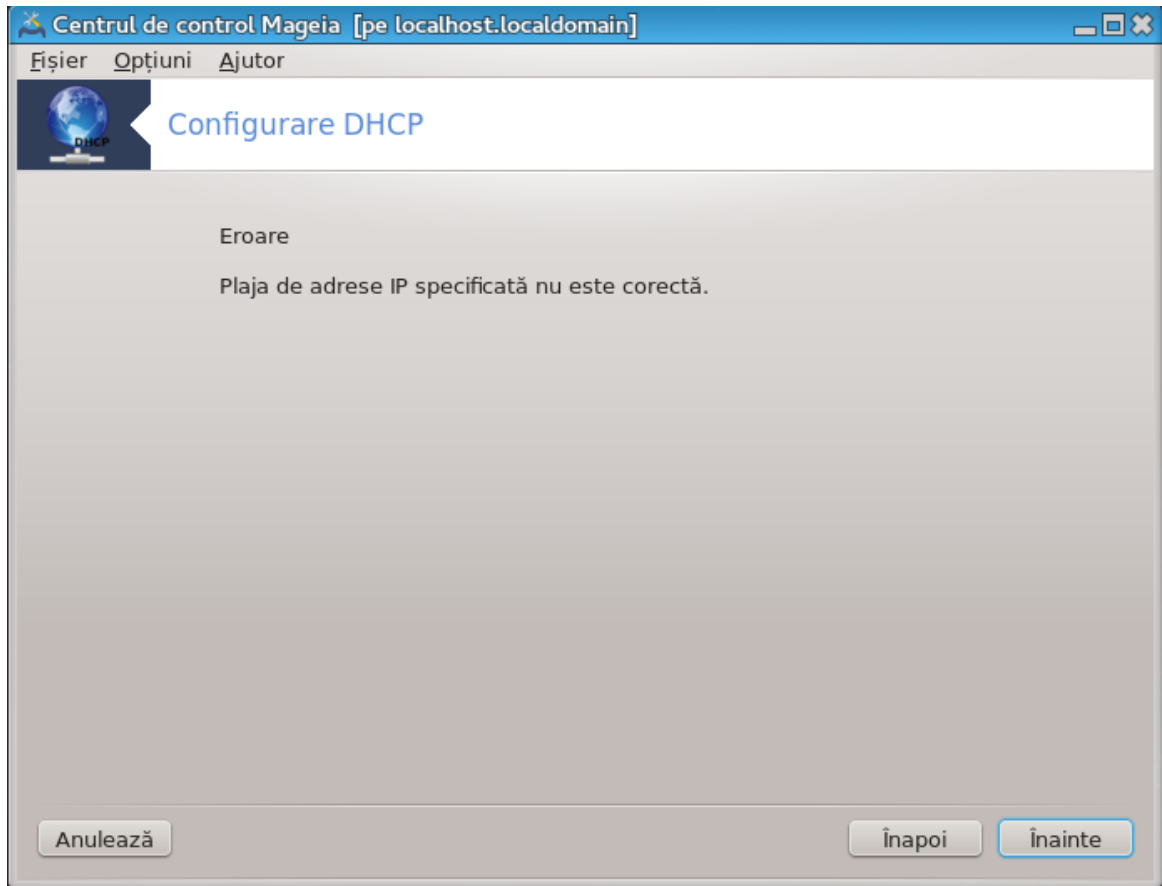 Centrul de control Mageia [pe localhost.localdomain]
Fișier Opțiuni Ajutor
DHCP
Configurare DHCP
Eroare
Plaja de adrese IP specificată nu este corectă.
Anulează Înapoi Înainte